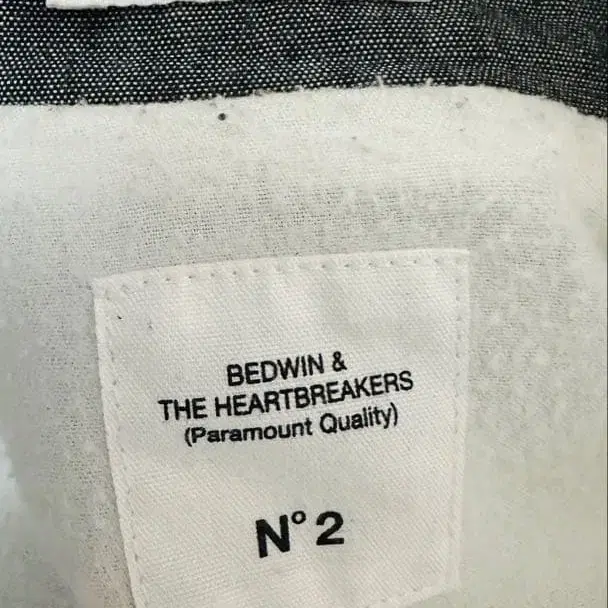 BEDWIN &
THE HEARTBREAKERS
(Paramount Quality)
N° 2